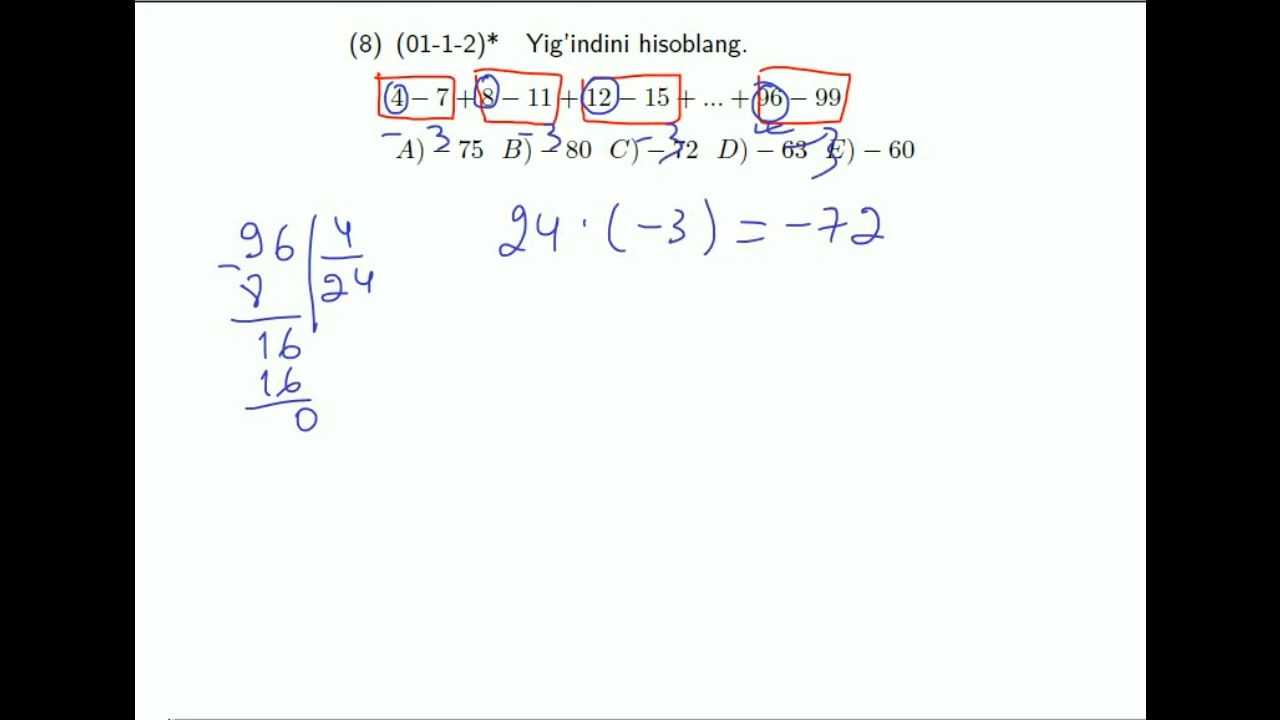 (8) (01-1-2)* Yig'indini hisoblang.
4 − 7 + 8 − 11 + 12 − 15 + ... + 96 − 99
− 3 − 3 − 3 − 3
A) − 75 B) − 80 C) − 72 D) − 63 E) − 60
24 · (−3) = −72
96 | 4
− 8 | 24
16
16
0